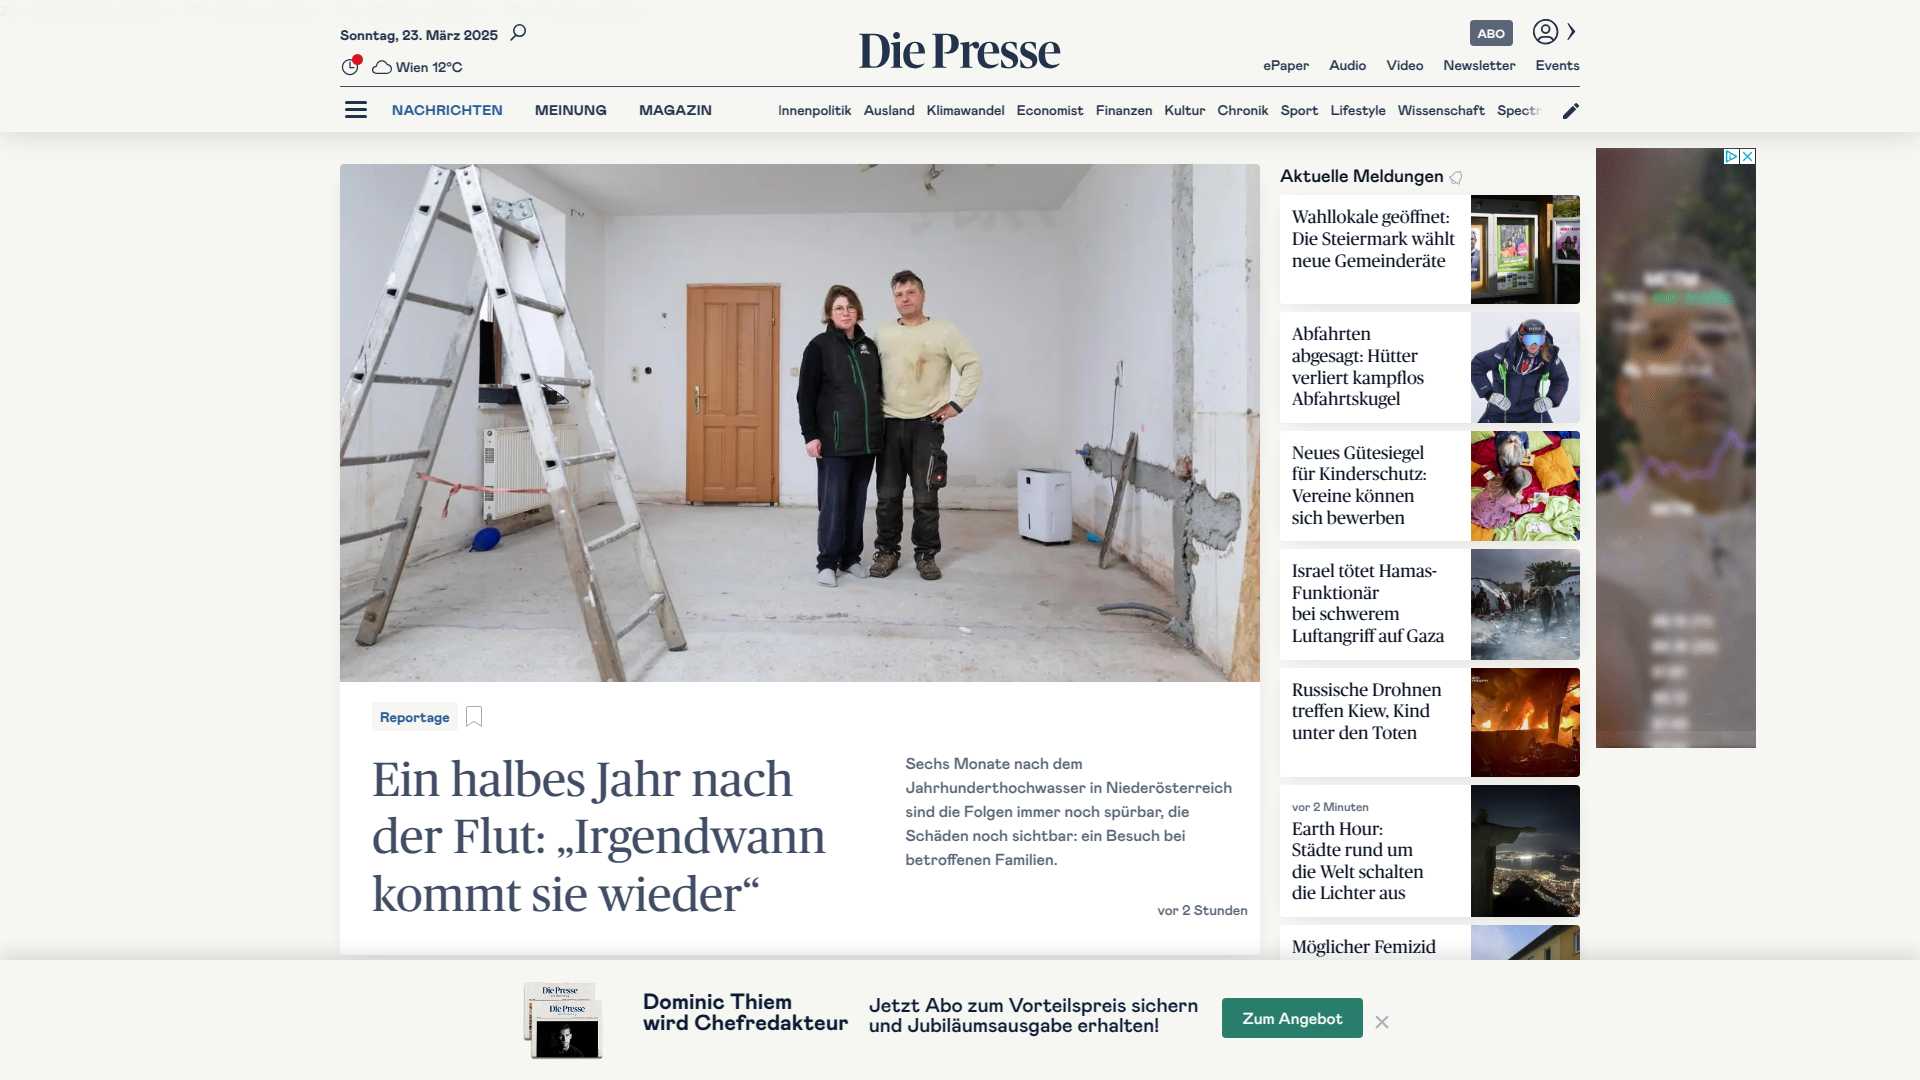 Sonntag, 23. März 2025
Die Presse
ABO
Wien 12°C
ePaper Audio Video Newsletter Events
NACHRICHTEN MEINUNG MAGAZIN
Innenpolitik Ausland Klimawandel Economist Finanzen Kultur Chronik Sport Lifestyle Wissenschaft Spectr
Reportage
Ein halbes Jahr nach
der Flut: „Irgendwann
kommt sie wieder“
Sechs Monate nach dem
Jahrhunderthochwasser in Niederösterreich
sind die Folgen immer noch spürbar, die
Schäden noch sichtbar: ein Besuch bei
betroffenen Familien.
vor 2 Stunden
Aktuelle Meldungen
Wahllokale geöffnet:
Die Steiermark wählt
neue Gemeinderäte
Abfahrten
abgesagt: Hütter
verliert kampflos
Abfahrtskugel
Neues Gütesiegel
für Kinderschutz:
Vereine können
sich bewerben
Israel tötet Hamas-
Funktionär
bei schwerem
Luftangriff auf Gaza
Russische Drohnen
treffen Kiew, Kind
unter den Toten
vor 2 Minuten
Earth Hour:
Städte rund um
die Welt schalten
die Lichter aus
Möglicher Femizid
Die Presse
Die Presse
Dominic Thiem
wird Chefredakteur
Jetzt Abo zum Vorteilspreis sichern
und Jubiläumsausgabe erhalten!
Zum Angebot